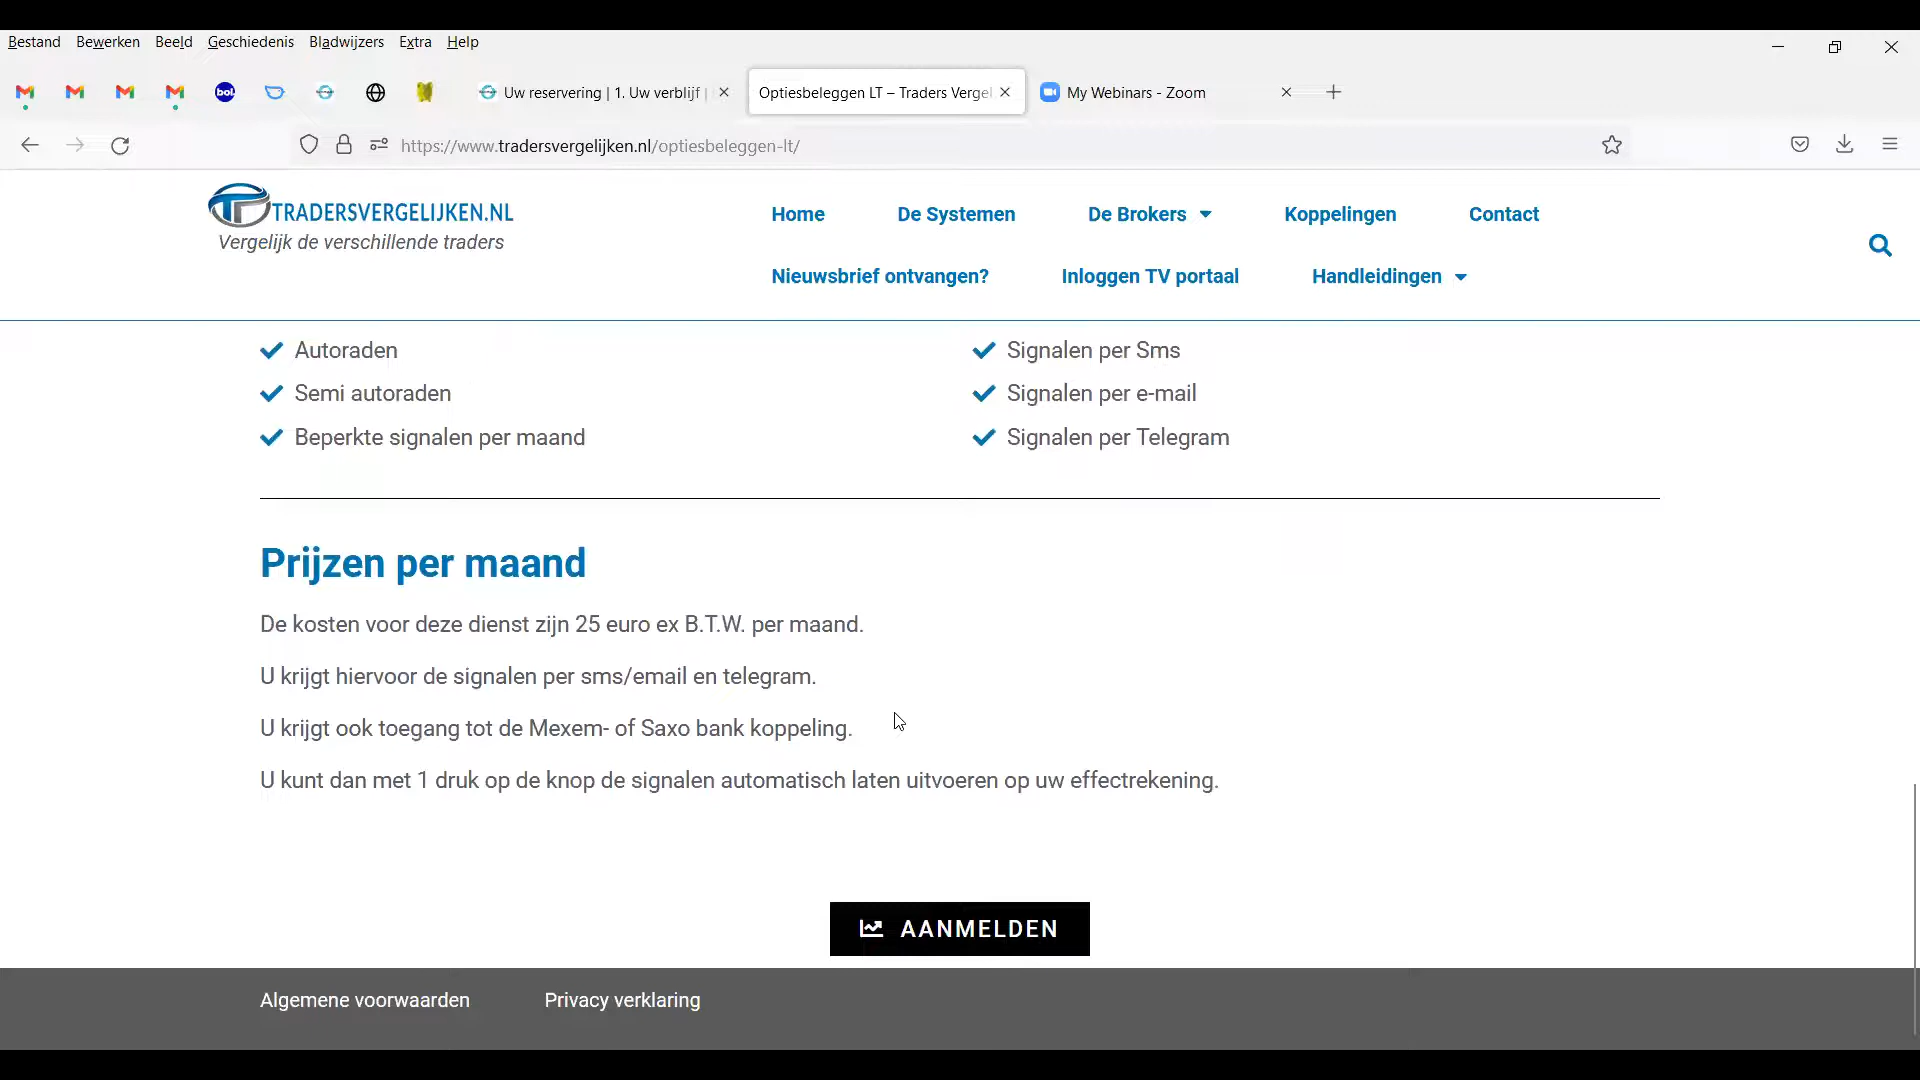 Bestand Bewerken Beeld Geschiedenis Bladwijzers Extra Help
bol Uw reservering | 1. Uw verblijf | Optiesbeleggen LT – Traders Vergel My Webinars - Zoom
https://www.tradersvergelijken.nl/optiesbeleggen-lt/
TRADERSVERGELIJKEN.NL
Vergelijk de verschillende traders
Home De Systemen De Brokers Koppelingen Contact
Nieuwsbrief ontvangen? Inloggen TV portaal Handleidingen
Autoraden
Semi autoraden
Beperkte signalen per maand
Signalen per Sms
Signalen per e-mail
Signalen per Telegram
Prijzen per maand
De kosten voor deze dienst zijn 25 euro ex B.T.W. per maand.
U krijgt hiervoor de signalen per sms/email en telegram.
U krijgt ook toegang tot de Mexem- of Saxo bank koppeling.
U kunt dan met 1 druk op de knop de signalen automatisch laten uitvoeren op uw effectrekening.
AANMELDEN
Algemene voorwaarden Privacy verklaring